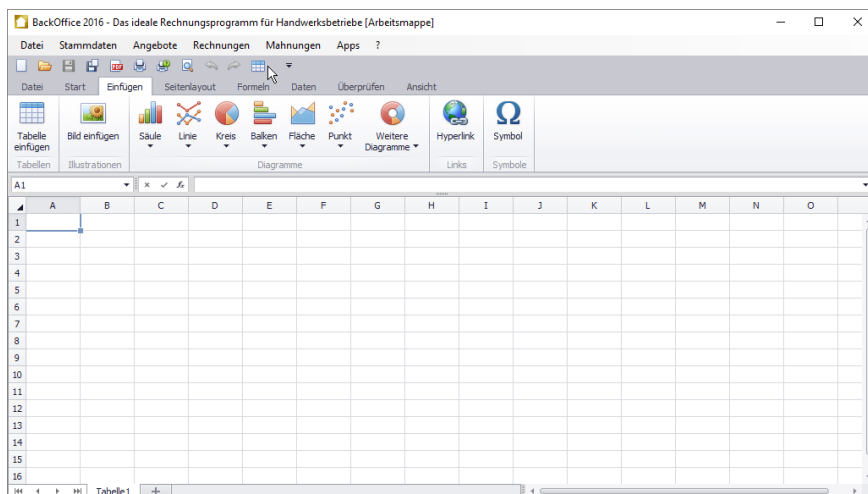 BackOffice 2016 - Das ideale Rechnungsprogramm für Handwerksbetriebe [Arbeitsmappe]
Datei Stammdaten Angebote Rechnungen Mahnungen Apps ?
PDF
Datei Start Einfügen Seitenlayout Formeln Daten Überprüfen Ansicht
Tabelle einfügen Bild einfügen Säule Linie Kreis Balken Fläche Punkt Weitere Diagramme Hyperlink Symbol
Tabellen Illustrationen Diagramme Links Symbole
A1 fx
A B C D E F G H I J K L M N O
1
2
3
4
5
6
7
8
9
10
11
12
13
14
15
16
Tabelle1